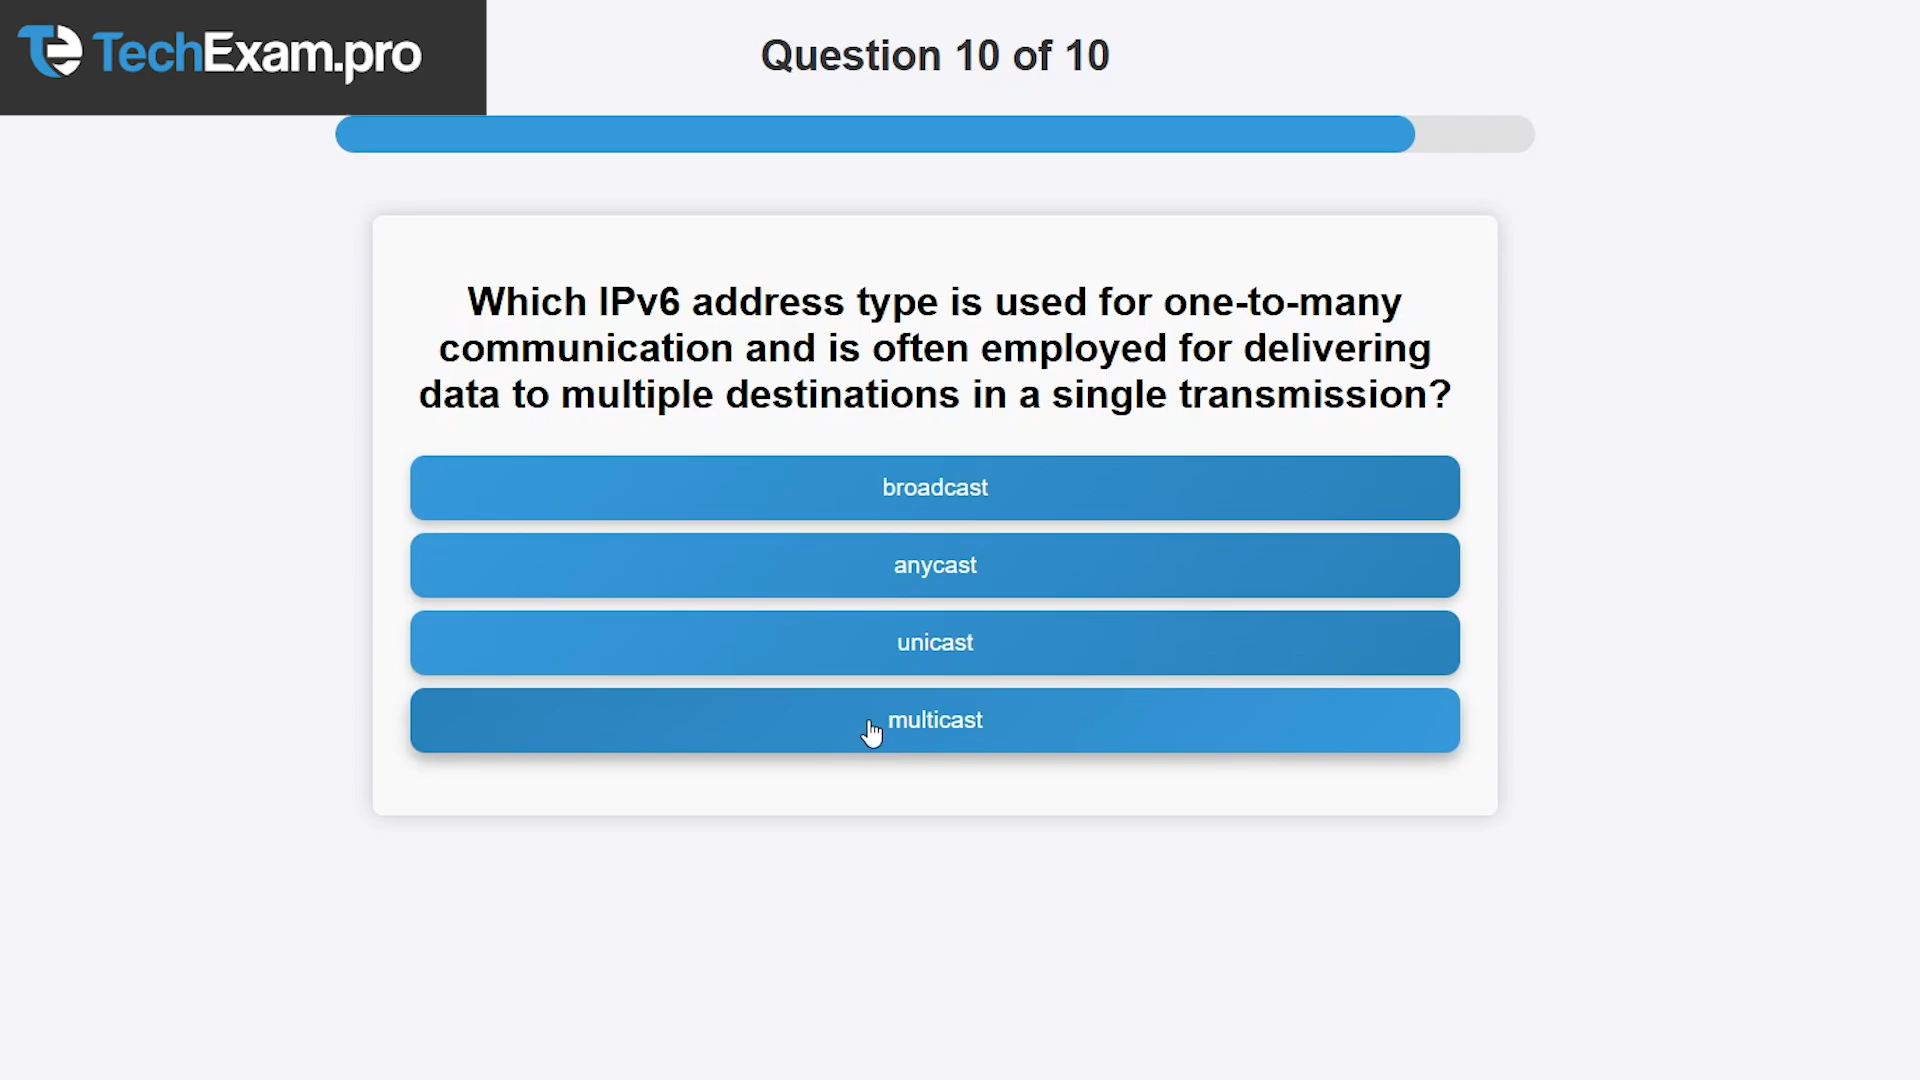 TechExam.pro
Question 10 of 10
Which IPv6 address type is used for one-to-many
communication and is often employed for delivering
data to multiple destinations in a single transmission?
broadcast
anycast
unicast
multicast